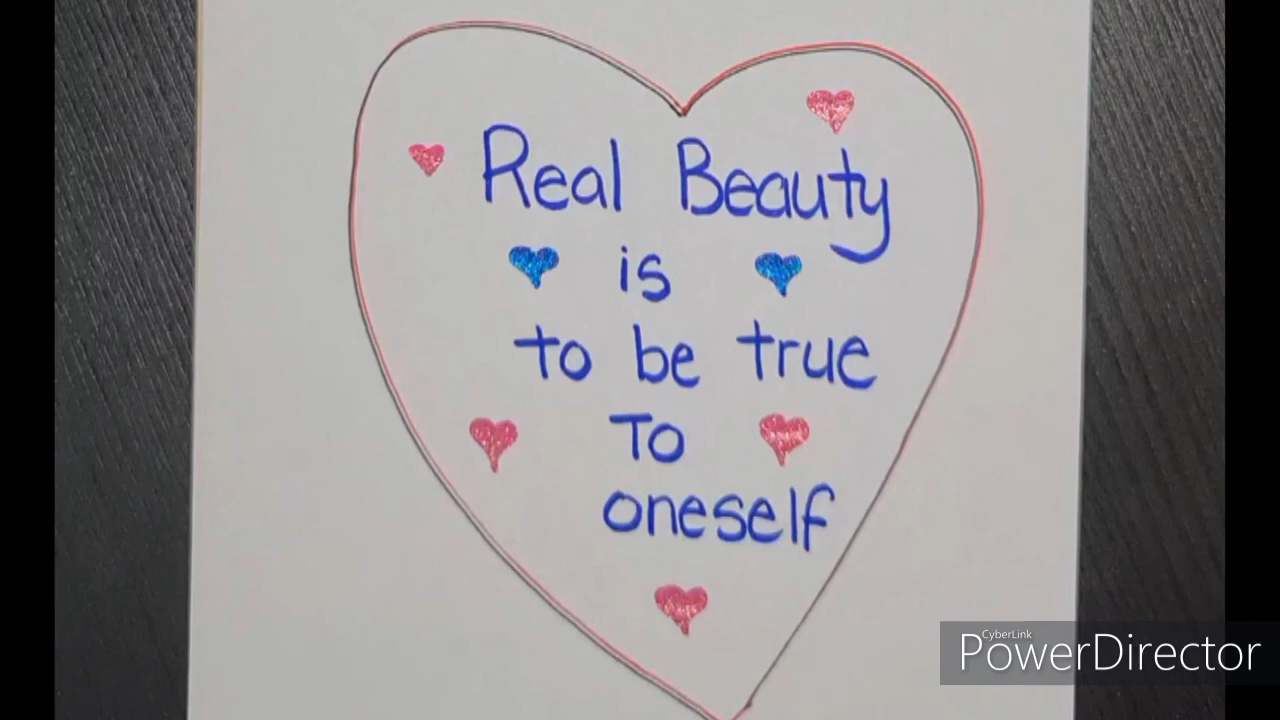 Real Beauty
is
to be true
To
oneself
CyberLink
PowerDirector